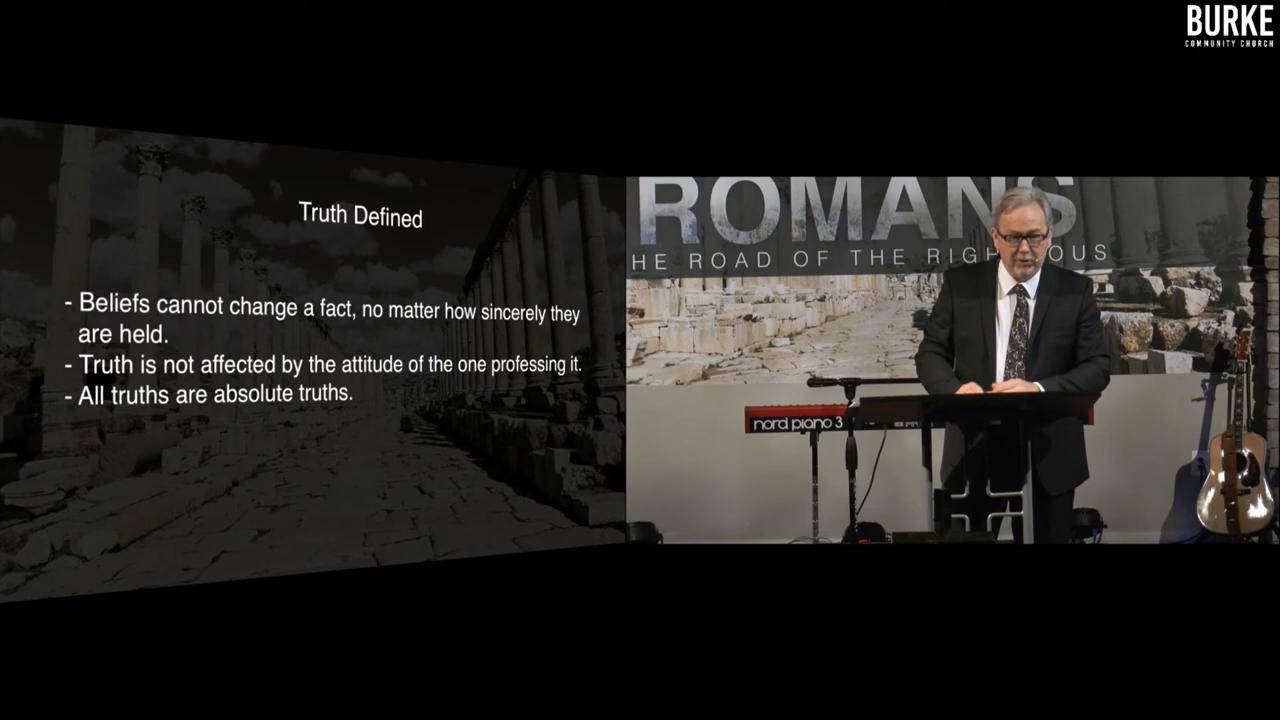 BURKE
COMMUNITY CHURCH
Truth Defined
- Beliefs cannot change a fact, no matter how sincerely they
are held.
- Truth is not affected by the attitude of the one professing it.
- All truths are absolute truths.
ROMANS
HE ROAD OF THE RIGH OUS
nord piano 3